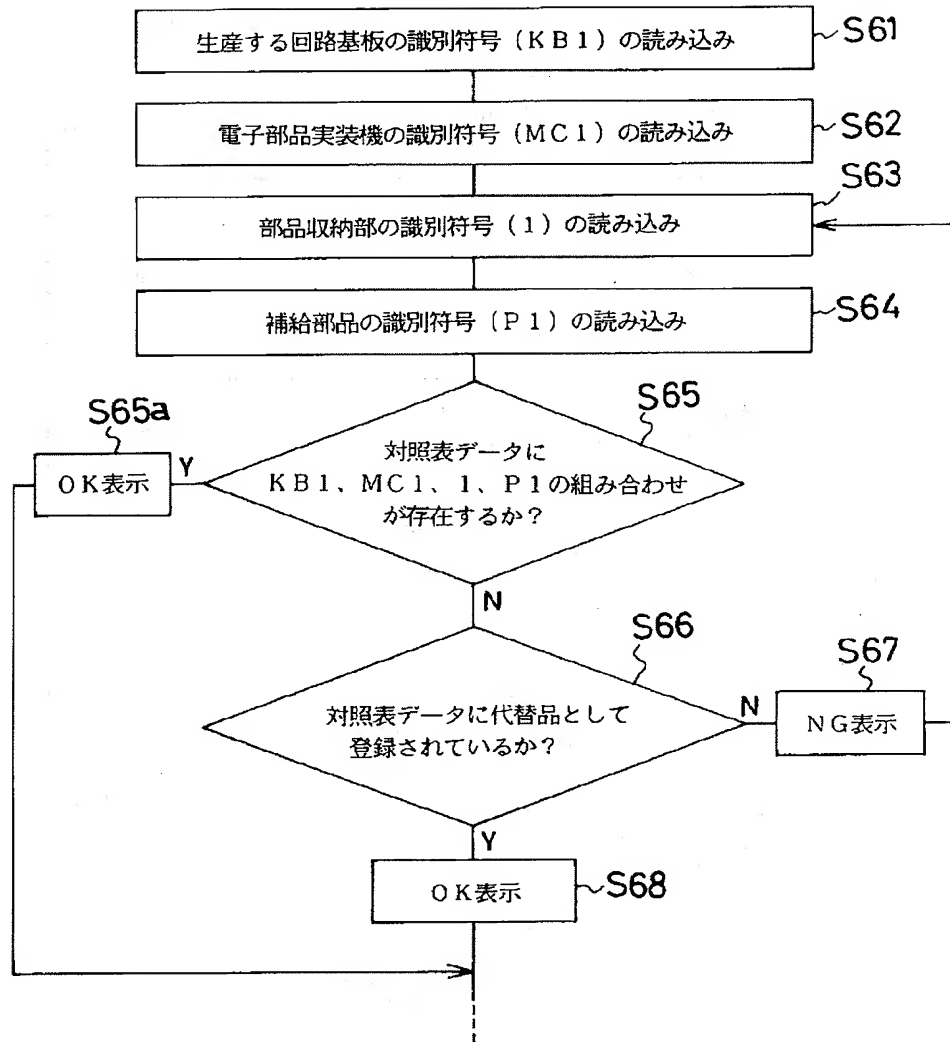 生産する回路基板の識別符号(KB1)の読み込み
S61
電子部品実装機の識別符号(MC1)の読み込み
S62
部品収納部の識別符号(1)の読み込み
S63
補給部品の識別符号(P1)の読み込み
S64
S65
対照表データに
KB1、MC1、1、P1の組み合わせ
が存在するか?
S65a
OK表示
Y
N
S66
対照表データに代替品として
登録されているか?
N
S67
NG表示
Y
OK表示
S68